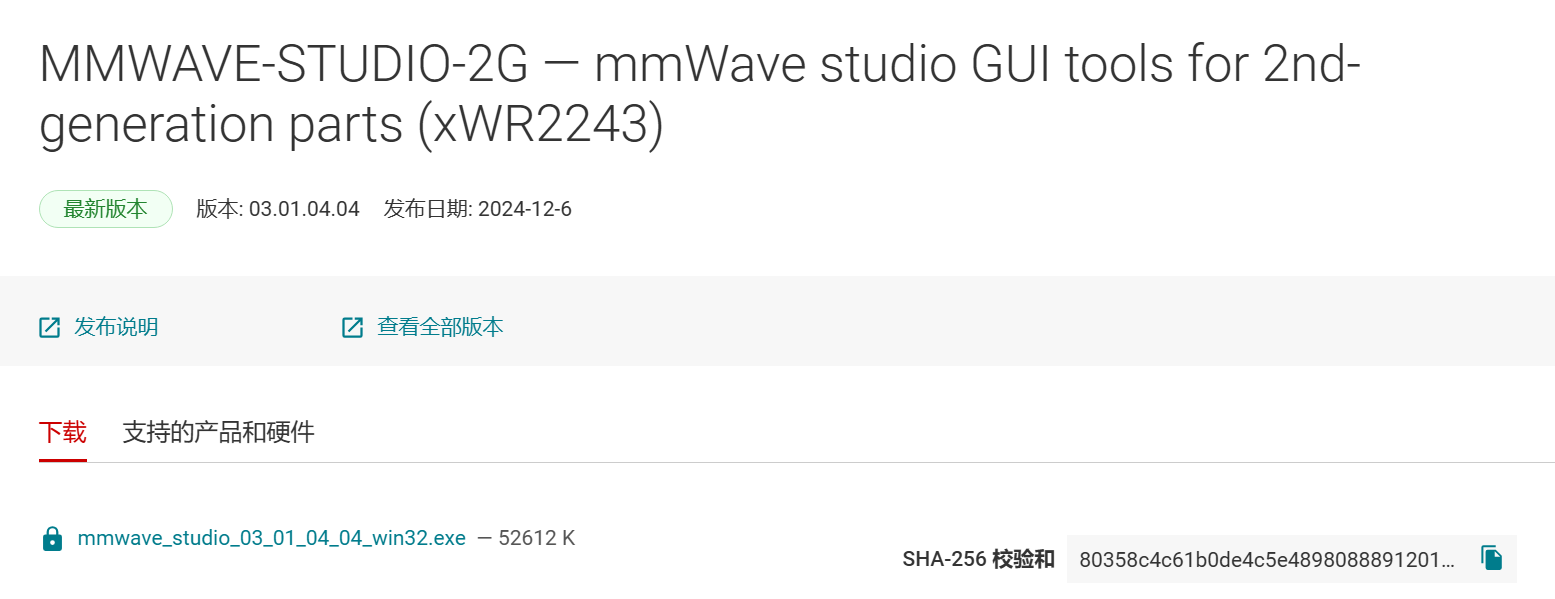 MMWAVE-STUDIO-2G — mmWave studio GUI tools for 2nd-
generation parts (xWR2243)
最新版本 版本: 03.01.04.04 发布日期: 2024-12-6
发布说明 查看全部版本
下载 支持的产品和硬件
mmwave_studio_03_01_04_04_win32.exe — 52612 K
SHA-256 校验和 80358c4c61b0de4c5e4898088891201...